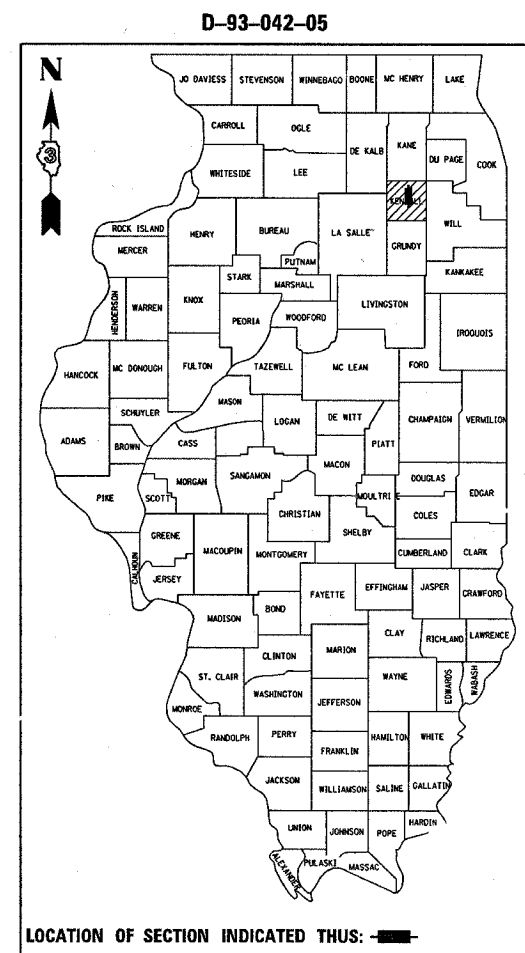 D-93-042-05
N
3
JO DAVIESS STEVENSON WINNEBAGO BOONE MC HENRY LAKE
CARROLL OGLE
DE KALB KANE
DU PAGE COOK
WHITESIDE LEE
KENDALL
WILL
ROCK ISLAND
HENRY BUREAU LA SALLE GRUNDY
MERCER
PUTNAM
KANKAKEE
STARK
MARSHALL
HENDERSON WARREN KNOX
LIVINGSTON
PEORIA WOODFORD
IROQUOIS
FULTON TAZEWELL MC LEAN FORD
HANCOCK MC DONOUGH
MASON
SCHUYLER
LOGAN DE WITT CHAMPAIGN VERMILION
ADAMS BROWN CASS
PIATT
MACON
MORGAN SANGAMON
DOUGLAS
PIKE SCOTT
MOULTRIE EDGAR
CHRISTIAN COLES
GREENE
SHELBY
MACOUPIN MONTGOMERY CUMBERLAND CLARK
CALHOUN JERSEY
FAYETTE EFFINGHAM JASPER CRAWFORD
BOND
MADISON
CLAY RICHLAND LAWRENCE
CLINTON MARION
ST. CLAIR
WAYNE EDWARDS WABASH
WASHINGTON JEFFERSON
MONROE
RANDOLPH PERRY HAMILTON WHITE
FRANKLIN
JACKSON WILLIAMSON SALINE GALLATIN
UNION JOHNSON POPE HARDIN
ALEXANDER PULASKI MASSAC
LOCATION OF SECTION INDICATED THUS: